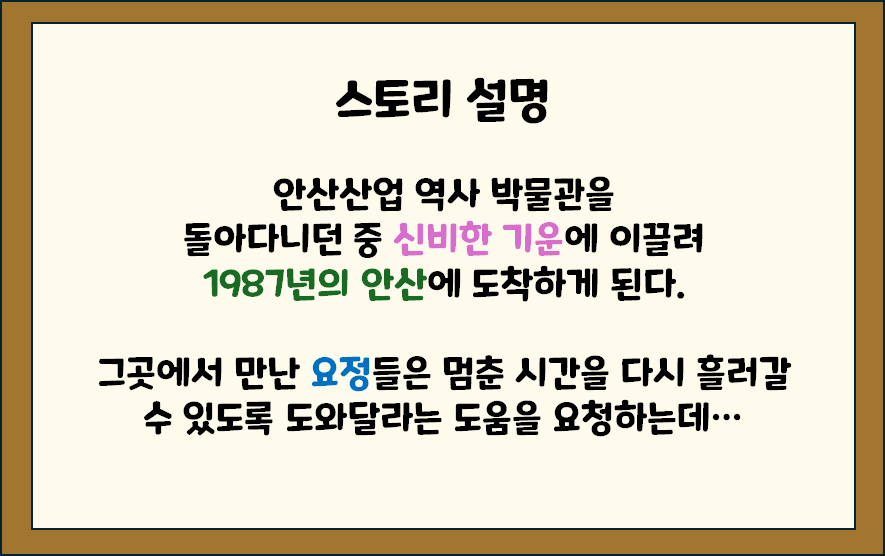 스토리 설명
안산산업 역사 박물관을
돌아다니던 중 신비한 기운에 이끌려
1987년의 안산에 도착하게 된다.
그곳에서 만난 요정들은 멈춘 시간을 다시 흘러갈
수 있도록 도와달라는 도움을 요청하는데…